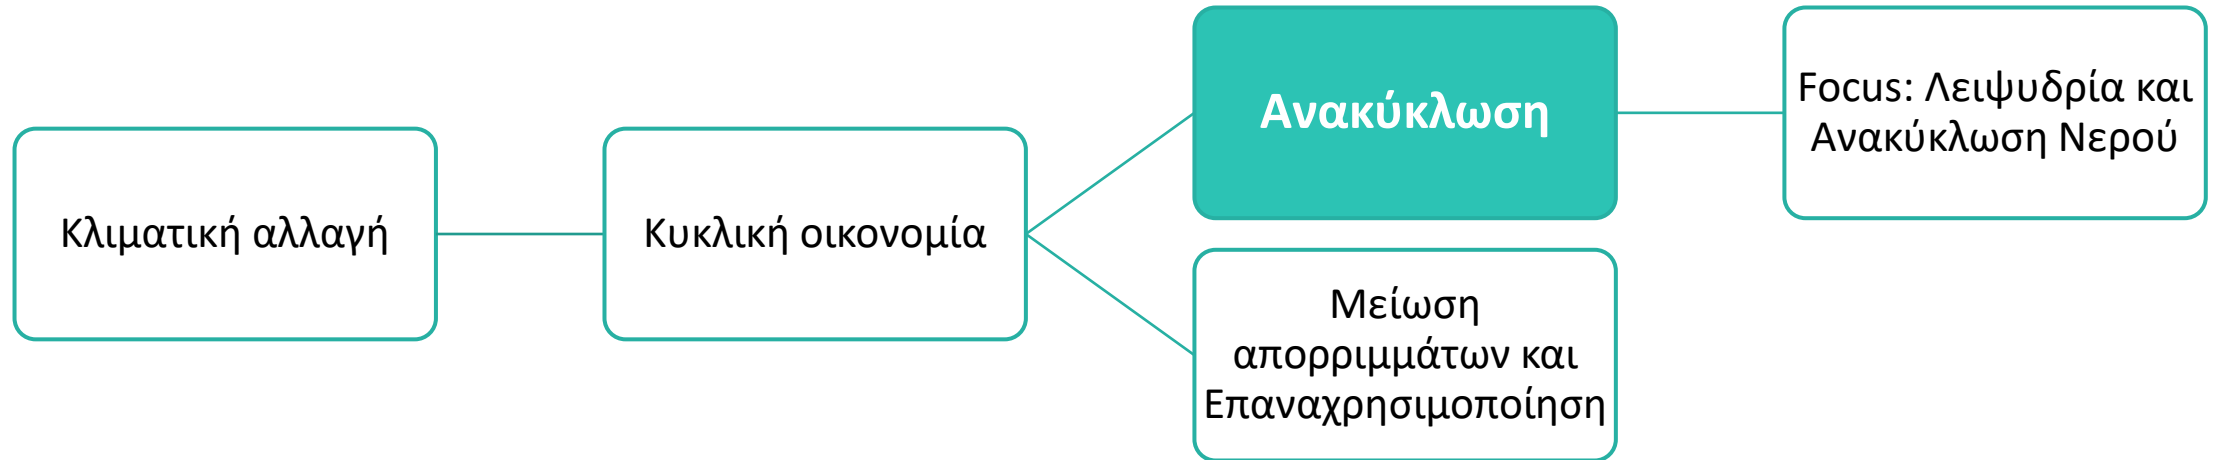 Κλιματική αλλαγή
Κυκλική οικονομία
Ανακύκλωση
Focus: Λειψυδρία και
Ανακύκλωση Νερού
Μείωση
απορριμμάτων και
Επαναχρησιμοποίηση